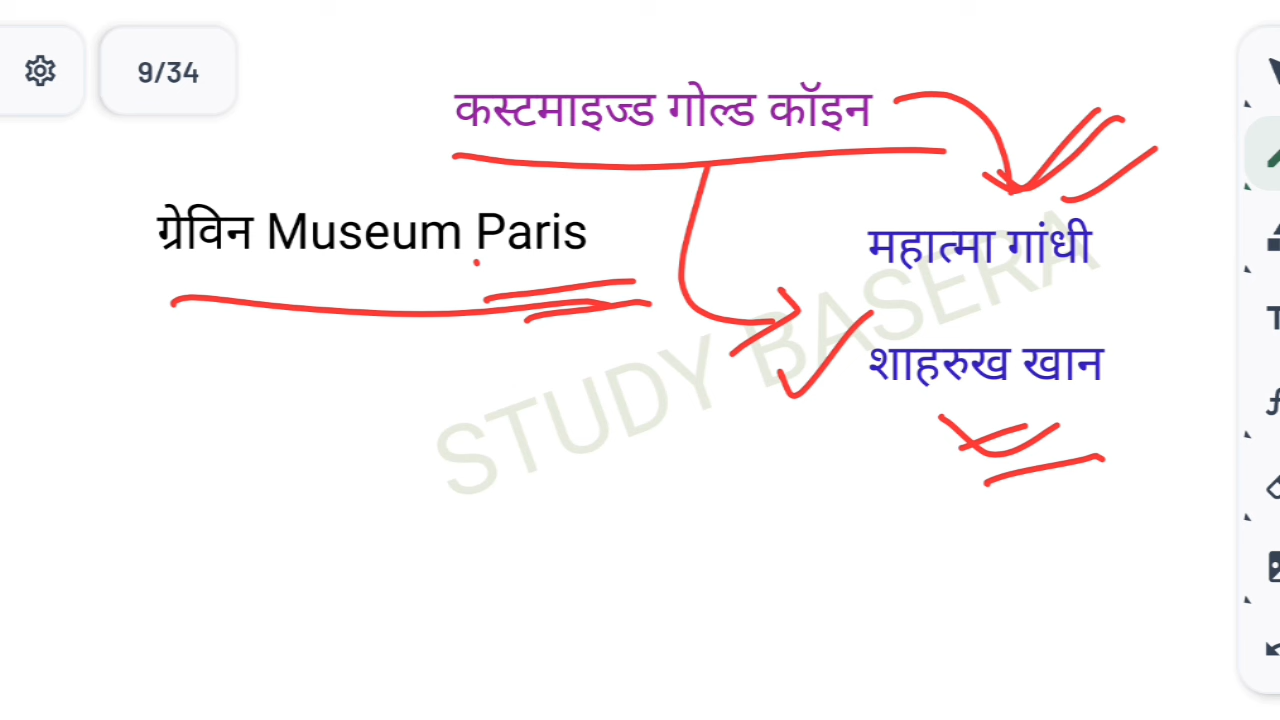 9/34
कस्टमाइज्ड गोल्ड कॉइन
ग्रेविन Museum Paris
महात्मा गांधी
शाहरुख खान
STUDY BASERA